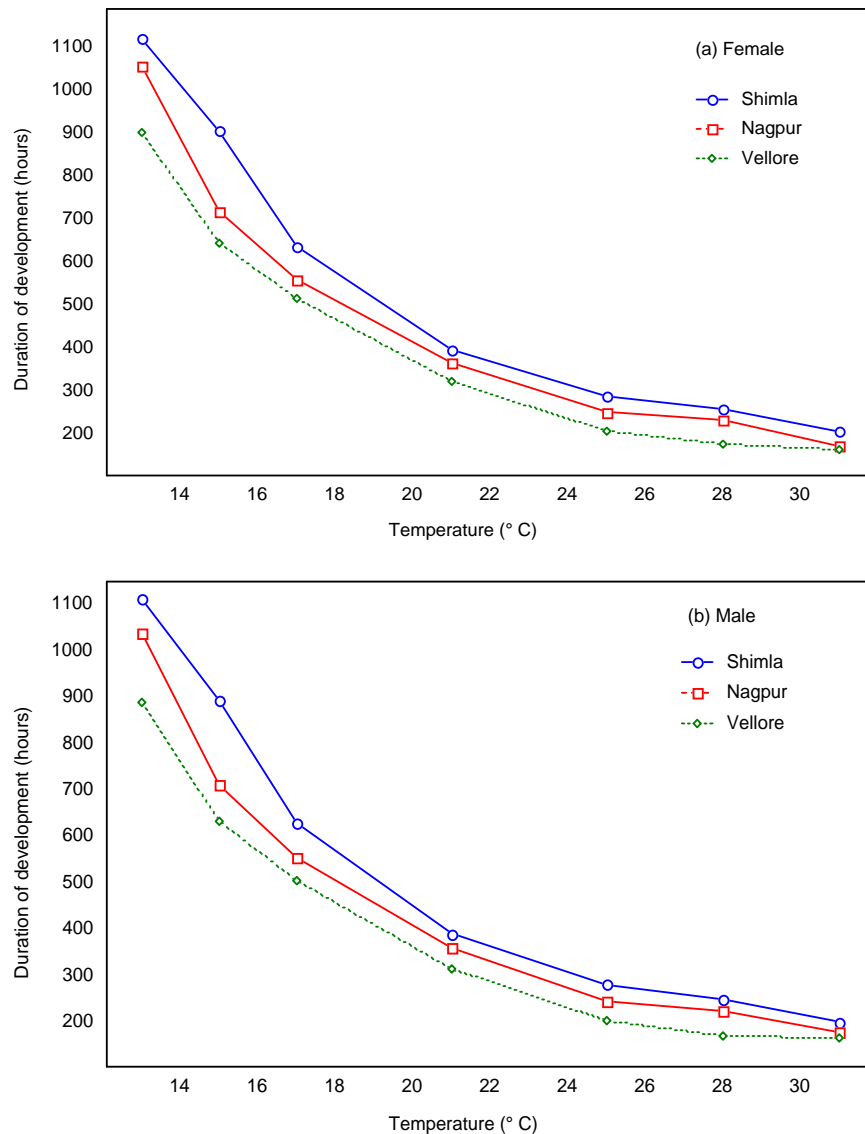 1100
1000
900
800
700
600
500
400
300
200
Duration of development (hours)
(a) Female
Shimla
Nagpur
Vellore
14 16 18 20 22 24 26 28 30
Temperature (° C)
1100
1000
900
800
700
600
500
400
300
200
Duration of development (hours)
(b) Male
Shimla
Nagpur
Vellore
14 16 18 20 22 24 26 28 30
Temperature (° C)